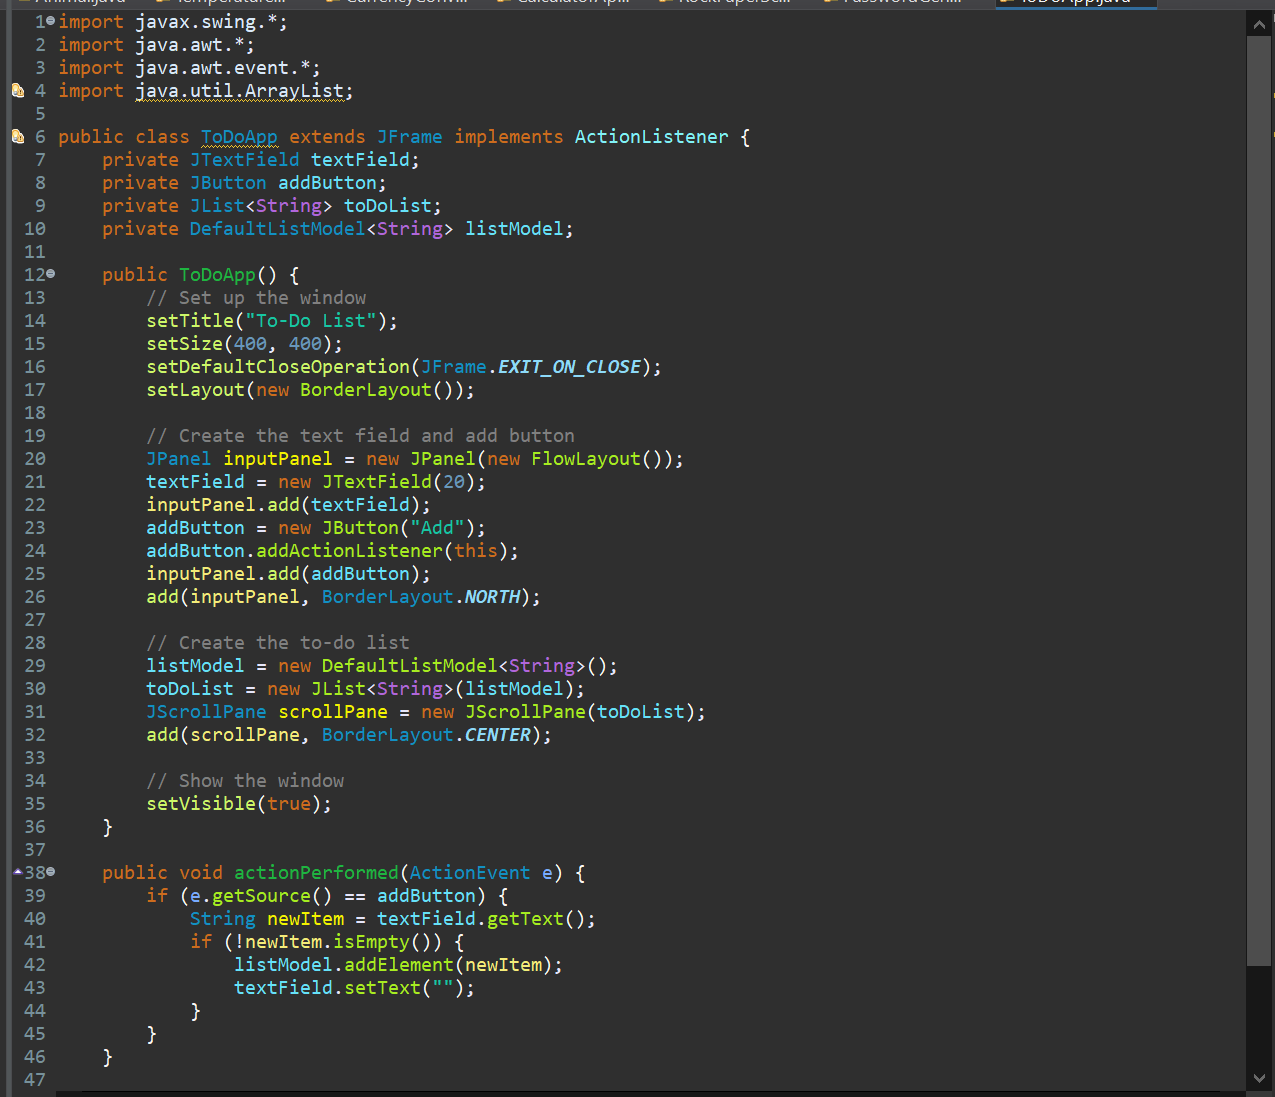 Animal.java Temperature... CurrencyConvi... CalculatorAp... RockPaperSc... PasswordGen... ToDoApp.java
1 import javax.swing.*;
2 import java.awt.*;
3 import java.awt.event.*;
4 import java.util.ArrayList;
5
6 public class ToDoApp extends JFrame implements ActionListener {
7     private JTextField textField;
8     private JButton addButton;
9     private JList<String> toDoList;
10     private DefaultListModel<String> listModel;
11
12     public ToDoApp() {
13         // Set up the window
14         setTitle("To-Do List");
15         setSize(400, 400);
16         setDefaultCloseOperation(JFrame.EXIT_ON_CLOSE);
17         setLayout(new BorderLayout());
18
19         // Create the text field and add button
20         JPanel inputPanel = new JPanel(new FlowLayout());
21         textField = new JTextField(20);
22         inputPanel.add(textField);
23         addButton = new JButton("Add");
24         addButton.addActionListener(this);
25         inputPanel.add(addButton);
26         add(inputPanel, BorderLayout.NORTH);
27
28         // Create the to-do list
29         listModel = new DefaultListModel<String>();
30         toDoList = new JList<String>(listModel);
31         JScrollPane scrollPane = new JScrollPane(toDoList);
32         add(scrollPane, BorderLayout.CENTER);
33
34         // Show the window
35         setVisible(true);
36     }
37
38     public void actionPerformed(ActionEvent e) {
39         if (e.getSource() == addButton) {
40             String newItem = textField.getText();
41             if (!newItem.isEmpty()) {
42                 listModel.addElement(newItem);
43                 textField.setText("");
44             }
45         }
46     }
47